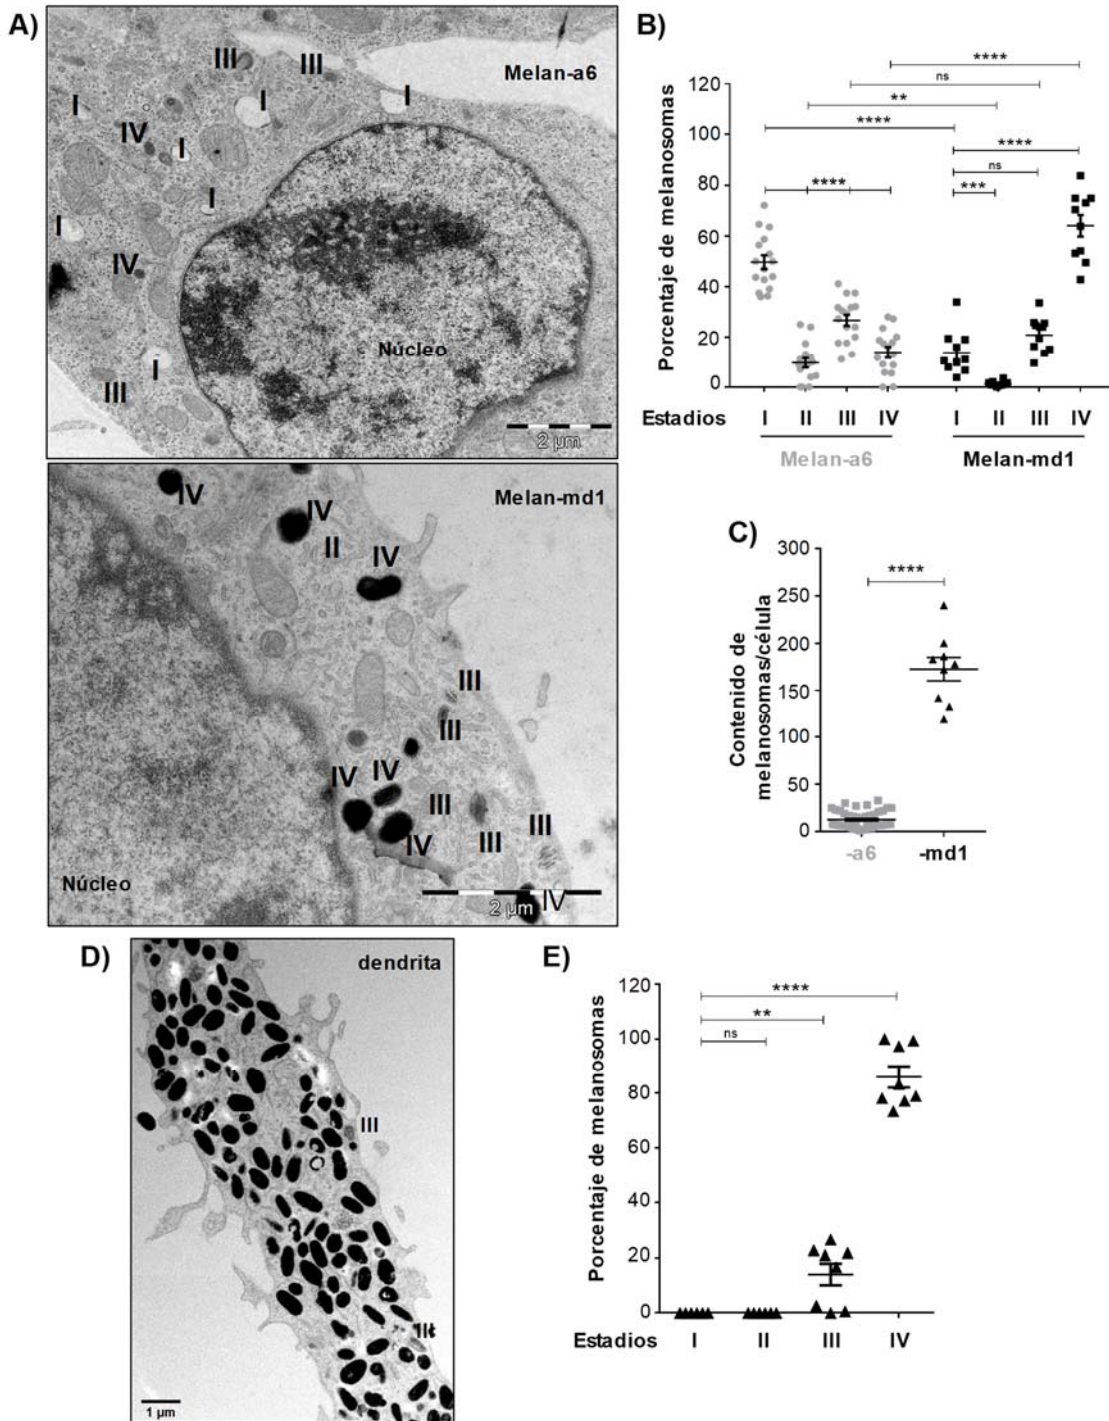 A)
Melan-a6
III
III
I
I
I
IV
I
I
I
IV
I
III
Núcleo
2 µm
Melan-md1
IV
IV
II
IV
III
III
IV
IV
III
III
III
IV
IV
Núcleo
2 µm
B)
Porcentaje de melanosomas
120
100
80
60
40
20
0
****
ns
**
****
****
ns
***
****
Estadios
I II III IV I II III IV
Melan-a6 Melan-md1
C)
Contenido de
melanosomas/célula
300
250
200
150
100
50
0
****
-a6 -md1
D)
dendrita
III
1 µm
E)
Porcentaje de melanosomas
120
100
80
60
40
20
0
****
**
ns
Estadios I II III IV